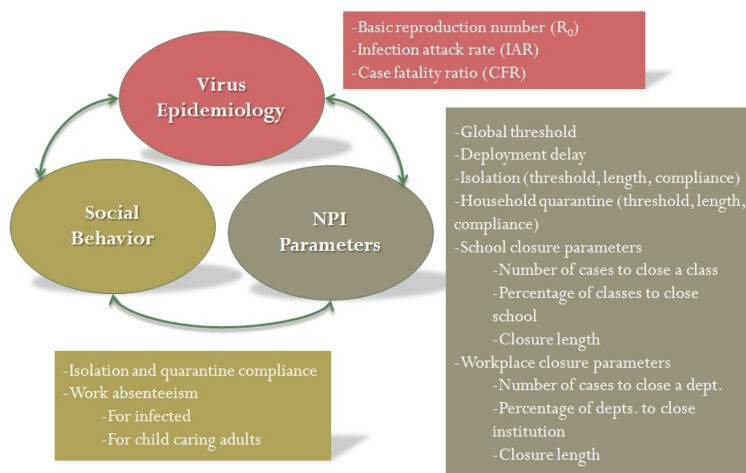 -Basic reproduction number (R₀)
-Infection attack rate (IAR)
-Case fatality ratio (CFR)
Virus
Epidemiology
Social
Behavior
NPI
Parameters
-Global threshold
-Deployment delay
-Isolation (threshold, length, compliance)
-Household quarantine (threshold, length,
compliance)
-School closure parameters
-Number of cases to close a class
-Percentage of classes to close
school
-Closure length
-Workplace closure parameters
-Number of cases to close a dept.
-Percentage of depts. to close
institution
-Closure length
-Isolation and quarantine compliance
-Work absenteeism
-For infected
-For child caring adults